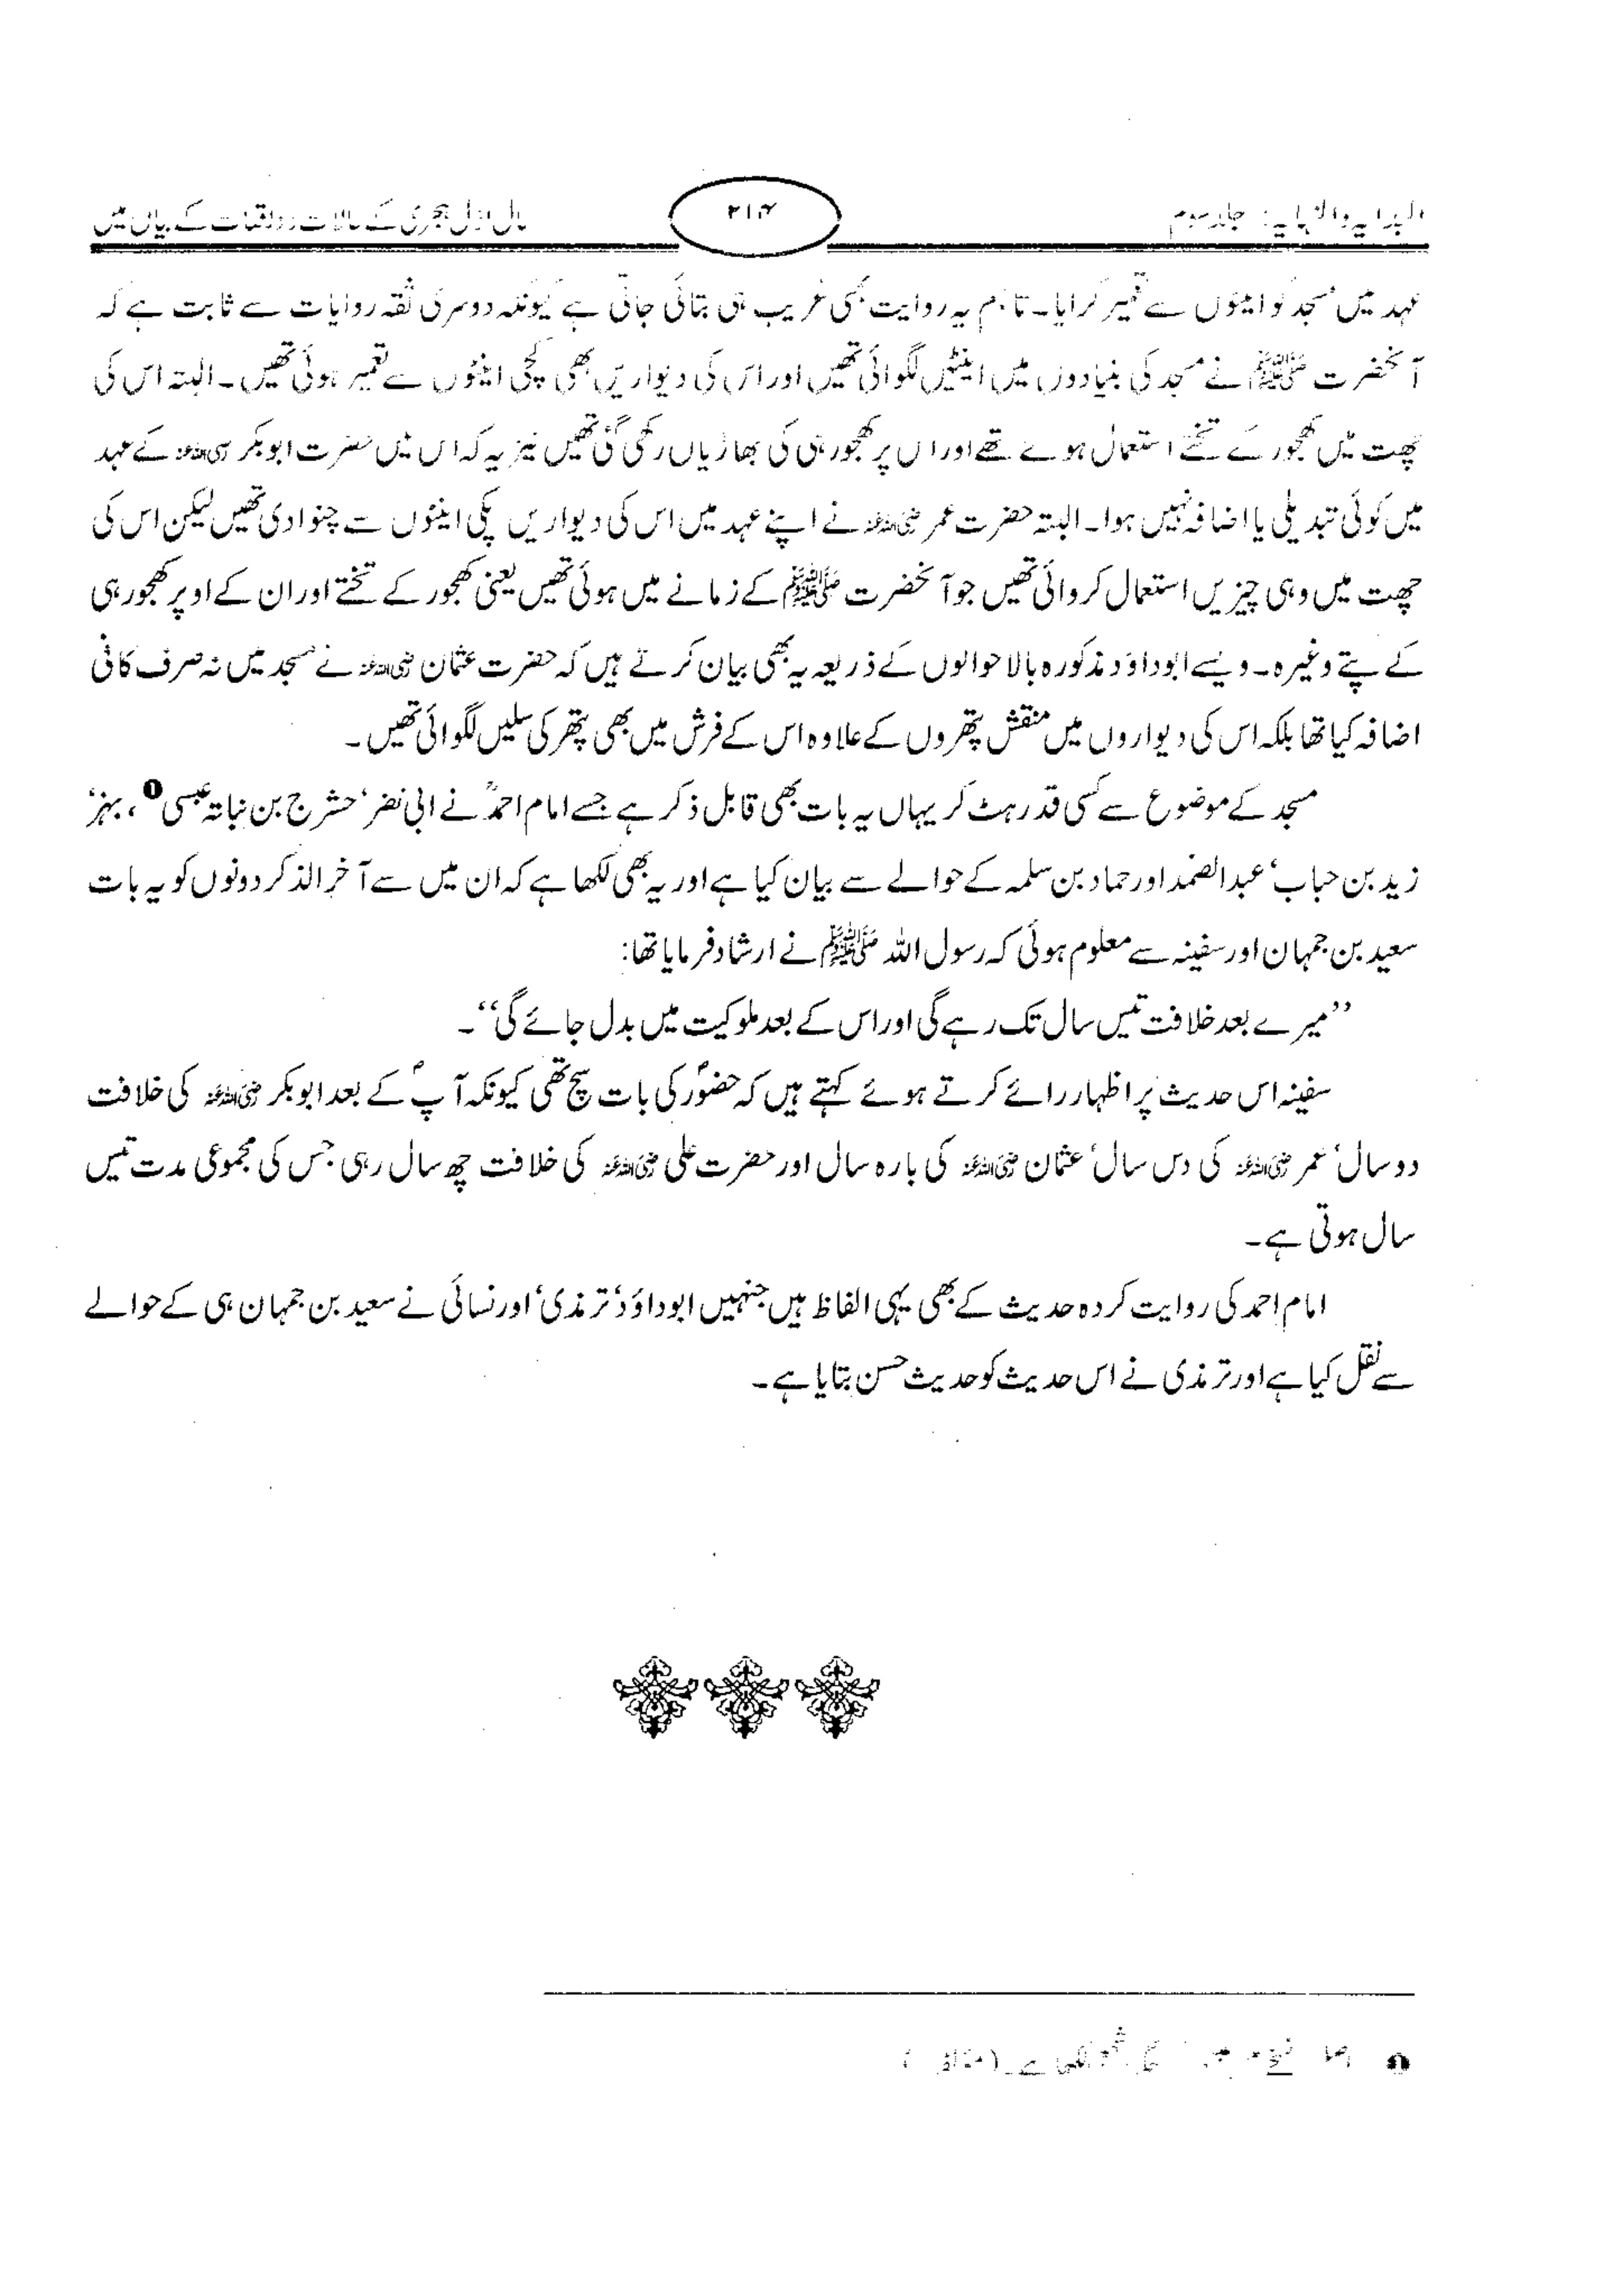 البدایہ والنہایہ: جلد سوم
۲۱۴
سال اول ہجری کے حالات و واقعات کے بیان میں
عہد میں مسجد کو اینٹوں سے تعمیر کرایا۔ تاہم یہ روایت بھی غریب ہی بتائی جاتی ہے کیونکہ دوسری ثقہ روایات سے ثابت ہے کہ
آنحضرت ﷺ نے مسجد کی بنیادوں میں اینٹیں لگوائی تھیں اور اس کی دیواریں بھی کچی اینٹوں سے تعمیر ہوئی تھیں۔ البتہ اس کی
چھت میں کھجور کے تختے استعمال ہوئے تھے اور ان پر کھجور ہی کی جھاڑیاں رکھی گئی تھیں نیز یہ کہ اس میں حضرت ابوبکر رضی اللہ عنہ کے عہد
میں کوئی تبدیلی یا اضافہ نہیں ہوا۔ البتہ حضرت عمر رضی اللہ عنہ نے اپنے عہد میں اس کی دیواریں پکی اینٹوں سے چنوا دی تھیں لیکن اس کی
چھت میں وہی چیزیں استعمال کروائی تھیں جو آنحضرت ﷺ کے زمانے میں ہوئی تھیں یعنی کھجور کے تختے اور ان کے اوپر کھجور ہی
کے پتے وغیرہ۔ ویسے ابوداؤد مذکورہ بالا حوالوں کے ذریعہ یہ بھی بیان کرتے ہیں کہ حضرت عثمان رضی اللہ عنہ نے مسجد میں نہ صرف کافی
اضافہ کیا تھا بلکہ اس کی دیواروں میں منقش پتھروں کے علاوہ اس کے فرش میں بھی پتھر کی سلیں لگوائی تھیں۔
مسجد کے موضوع سے کسی قدر ہٹ کر یہاں یہ بات بھی قابل ذکر ہے جسے امام احمدؒ نے ابی نضر' حشرج بن نباتہ عبسی ❶، بہز'
زید بن حباب' عبدالصمد اور حماد بن سلمہ کے حوالے سے بیان کیا ہے اور یہ بھی لکھا ہے کہ ان میں سے آخر الذکر دونوں کو یہ بات
سعید بن جمہان اور سفینہ سے معلوم ہوئی کہ رسول اللہ ﷺ نے ارشاد فرمایا تھا:
’’میرے بعد خلافت تیس سال تک رہے گی اور اس کے بعد ملوکیت میں بدل جائے گی‘‘۔
سفینہ اس حدیث پر اظہار رائے کرتے ہوئے کہتے ہیں کہ حضورؐ کی بات سچ تھی کیونکہ آپؐ کے بعد ابوبکر رضی اللہ عنہ کی خلافت
دو سال' عمر رضی اللہ عنہ کی دس سال' عثمان رضی اللہ عنہ کی بارہ سال اور حضرت علی رضی اللہ عنہ کی خلافت چھ سال رہی جس کی مجموعی مدت تیس
سال ہوتی ہے۔
امام احمد کی روایت کردہ حدیث کے بھی یہی الفاظ ہیں جنہیں ابوداؤد' ترمذی' اور نسائی نے سعید بن جمہان ہی کے حوالے
سے نقل کیا ہے اور ترمذی نے اس حدیث کو حدیث حسن بتایا ہے۔
❶